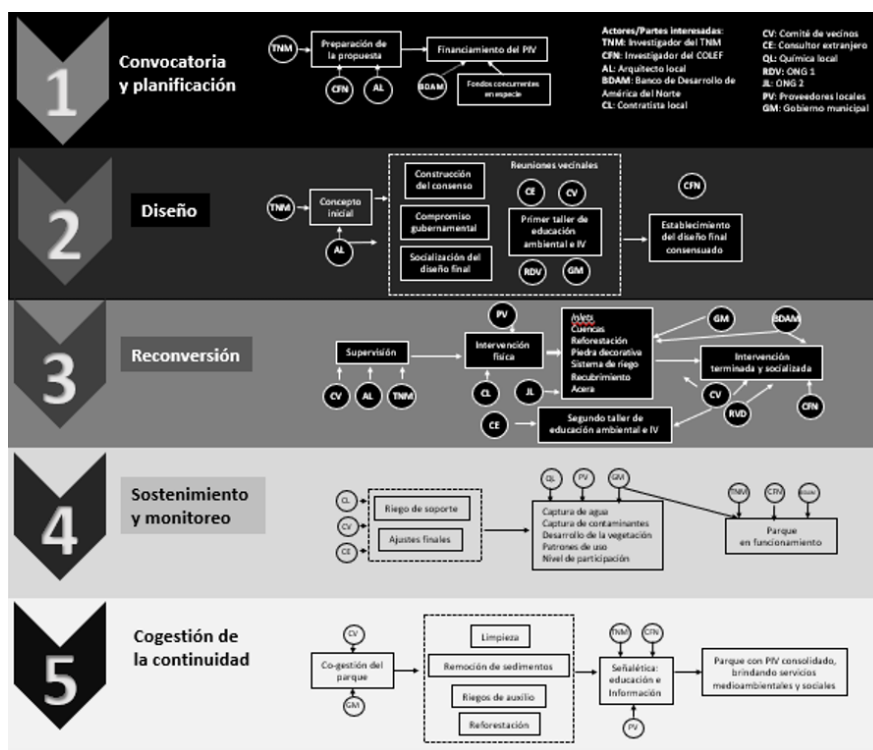 1
Convocatoria
y planificación
TNM
Preparación de
la propuesta
CFN
AL
Financiamiento del PIV
BDAM
Fondos concurrentes
en especie
Actores/Partes interesadas:
TNM: Investigador del TNM
CFN: Investigador del COLEF
AL: Arquitecto local
BDAM: Banco de Desarrollo de
América del Norte
CL: Contratista local
CV: Comité de vecinos
CE: Consultor extranjero
QL: Química local
RDV: ONG 1
JL: ONG 2
PV: Proveedores locales
GM: Gobierno municipal
2
Diseño
TNM
Concepto
inicial
AL
Reuniones vecinales
Construcción
del consenso
Compromiso
gubernamental
Socialización del
diseño final
CE
CV
Primer taller de
educación
ambiental e IV
RDV
GM
CFN
Establecimiento
del diseño final
consensuado
3
Reconversión
Supervisión
CV
AL
TNM
PV
Intervención
física
CL
JL
Inlets
Cuencas
Reforestación
Piedra decorativa
Sistema de riego
Recubrimiento
Acera
GM
BDAM
Intervención
terminada y socializada
CV
RVD
CFN
CE
Segundo taller de
educación ambiental e IV
4
Sostenimiento
y monitoreo
CL
CV
CE
Riego de soporte
Ajustes finales
QL
PV
GM
Captura de agua
Captura de contaminantes
Desarrollo de la vegetación
Patrones de uso
Nivel de participación
TNM
CFN
Parque
en funcionamiento
5
Cogestión de
la continuidad
CV
Co-gestión del
parque
GM
Limpieza
Remoción de sedimentos
Riegos de auxilio
Reforestación
TNM
CFN
Señalética:
educación e
Información
PV
Parque con PIV consolidado,
brindando servicios
medioambientales y sociales